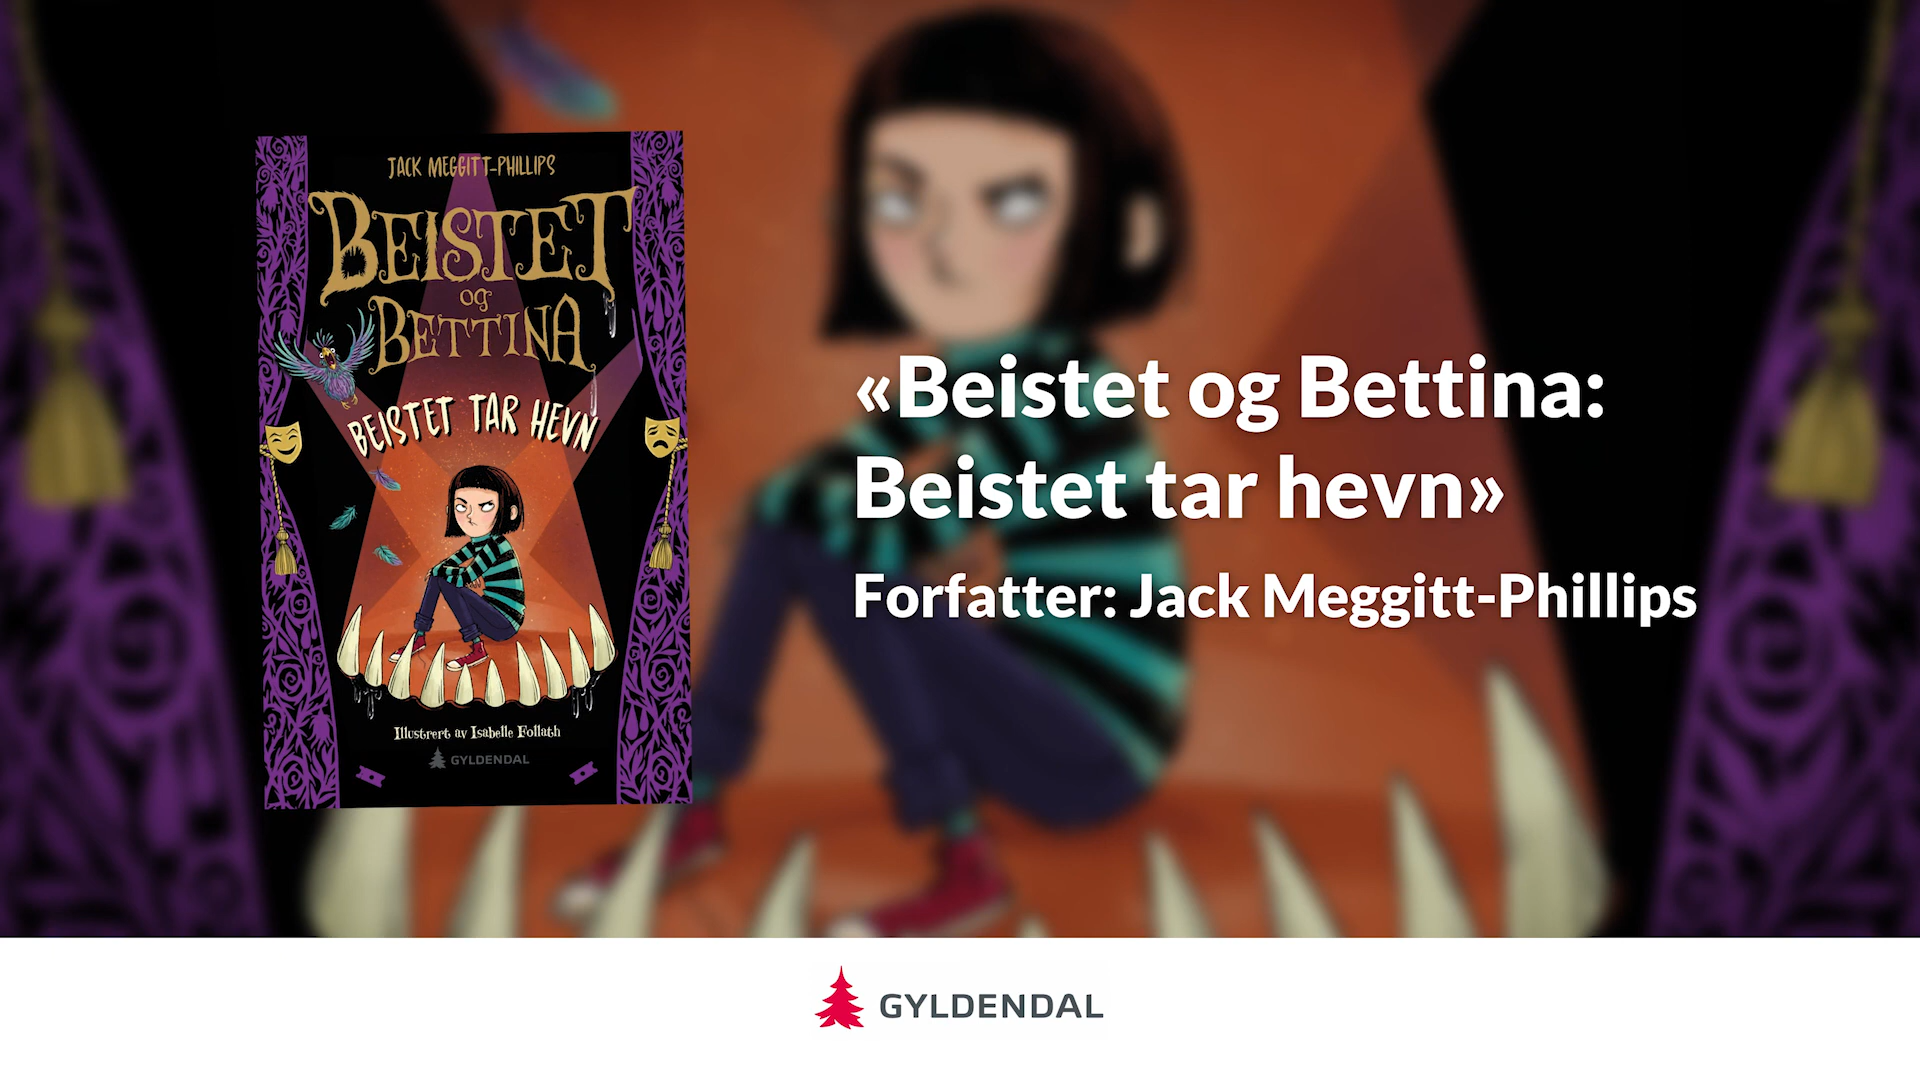 JACK MEGGITT-PHILLIPS
BEISTET
OG
BETTINA
BEISTET TAR HEVN
Illustrert av Isabelle Follath
GYLDENDAL
«Beistet og Bettina:
Beistet tar hevn»
Forfatter: Jack Meggitt-Phillips
GYLDENDAL